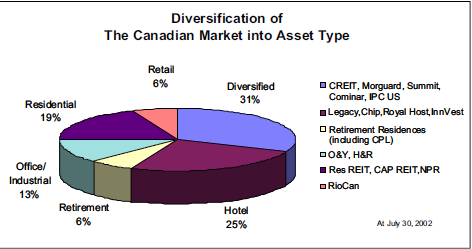 Diversification of
The Canadian Market into Asset Type
Retail
6%
Diversified
31%
Residential
19%
Office/
Industrial
13%
Retirement
6%
Hotel
25%
CREIT, Morguard, Summit,
Cominar, IPC US
Legacy,Chip,Royal Host,InnVest
Retirement Residences
(including CPL)
O&Y, H&R
Res REIT, CAP REIT,NPR
RioCan
At July 30, 2002